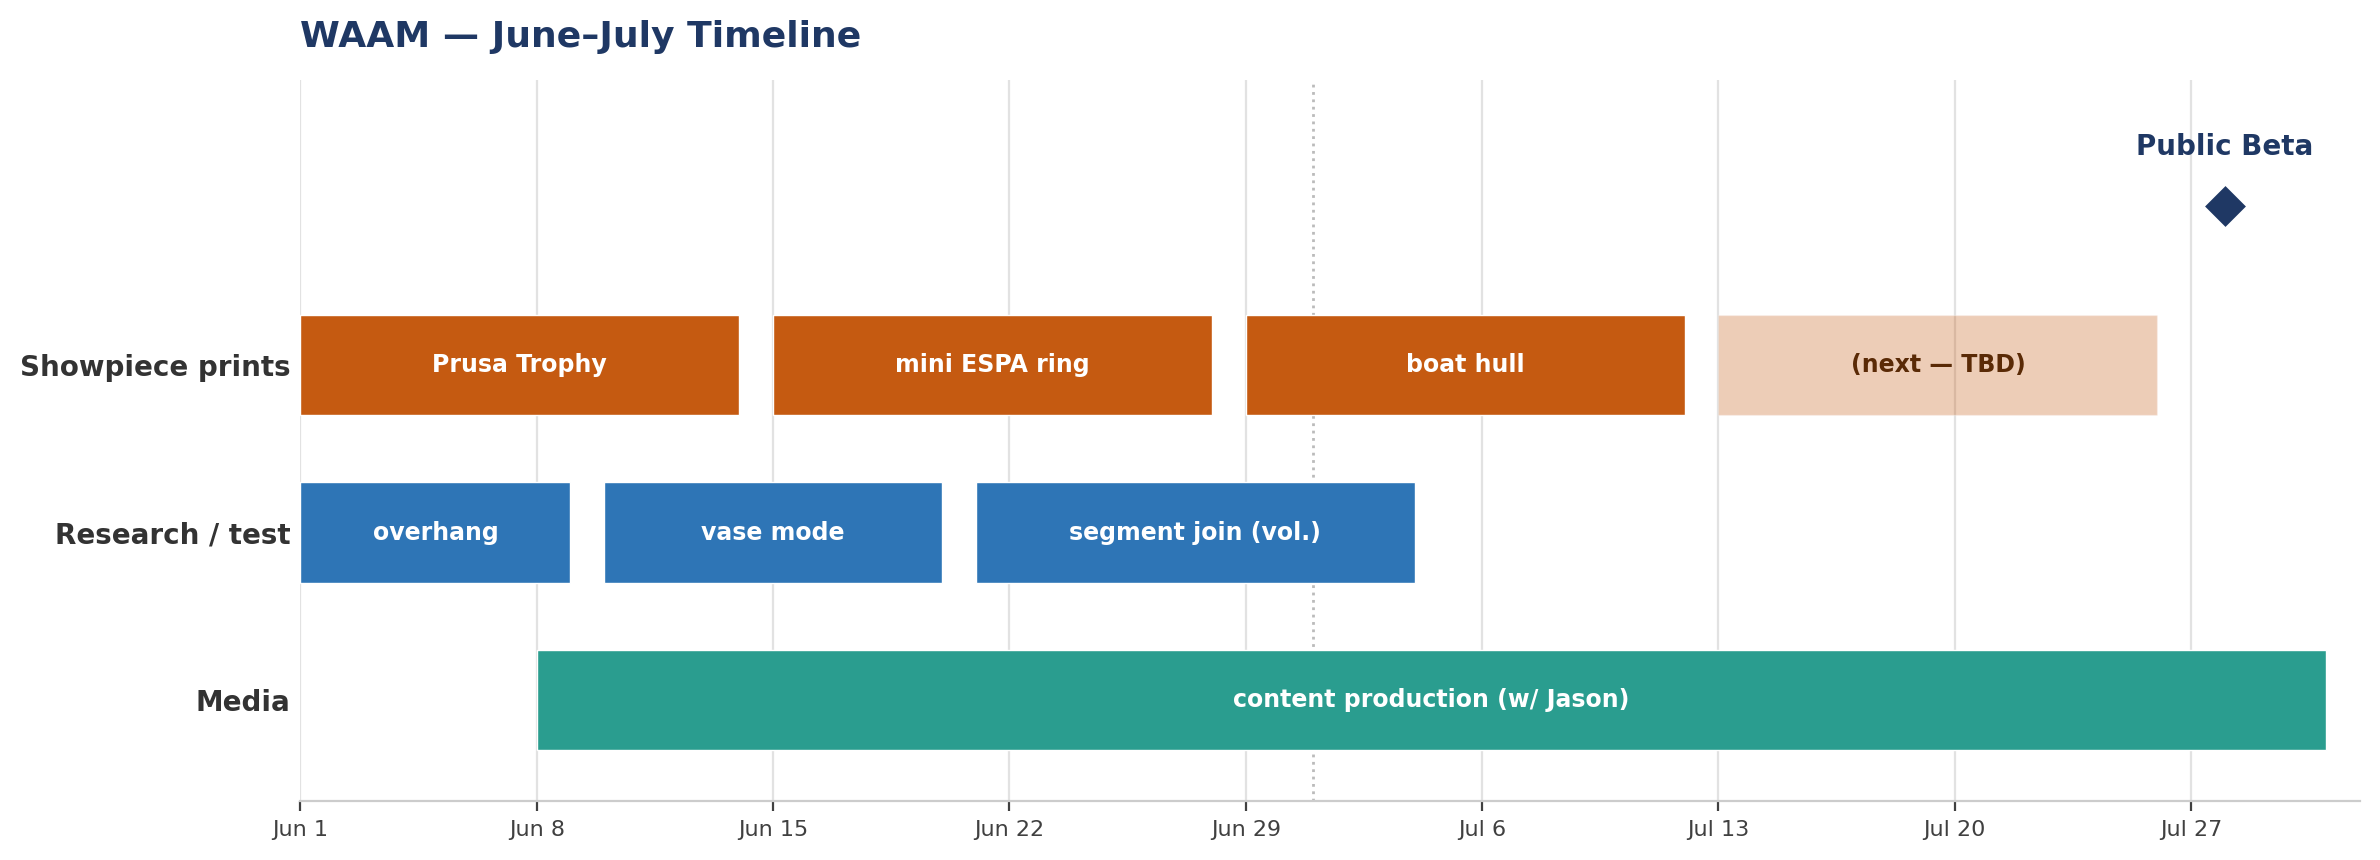 WAAM — June–July Timeline
Public Beta
Showpiece prints
Prusa Trophy
mini ESPA ring
boat hull
(next — TBD)
Research / test
overhang
vase mode
segment join (vol.)
Media
content production (w/ Jason)
Jun 1
Jun 8
Jun 15
Jun 22
Jun 29
Jul 6
Jul 13
Jul 20
Jul 27